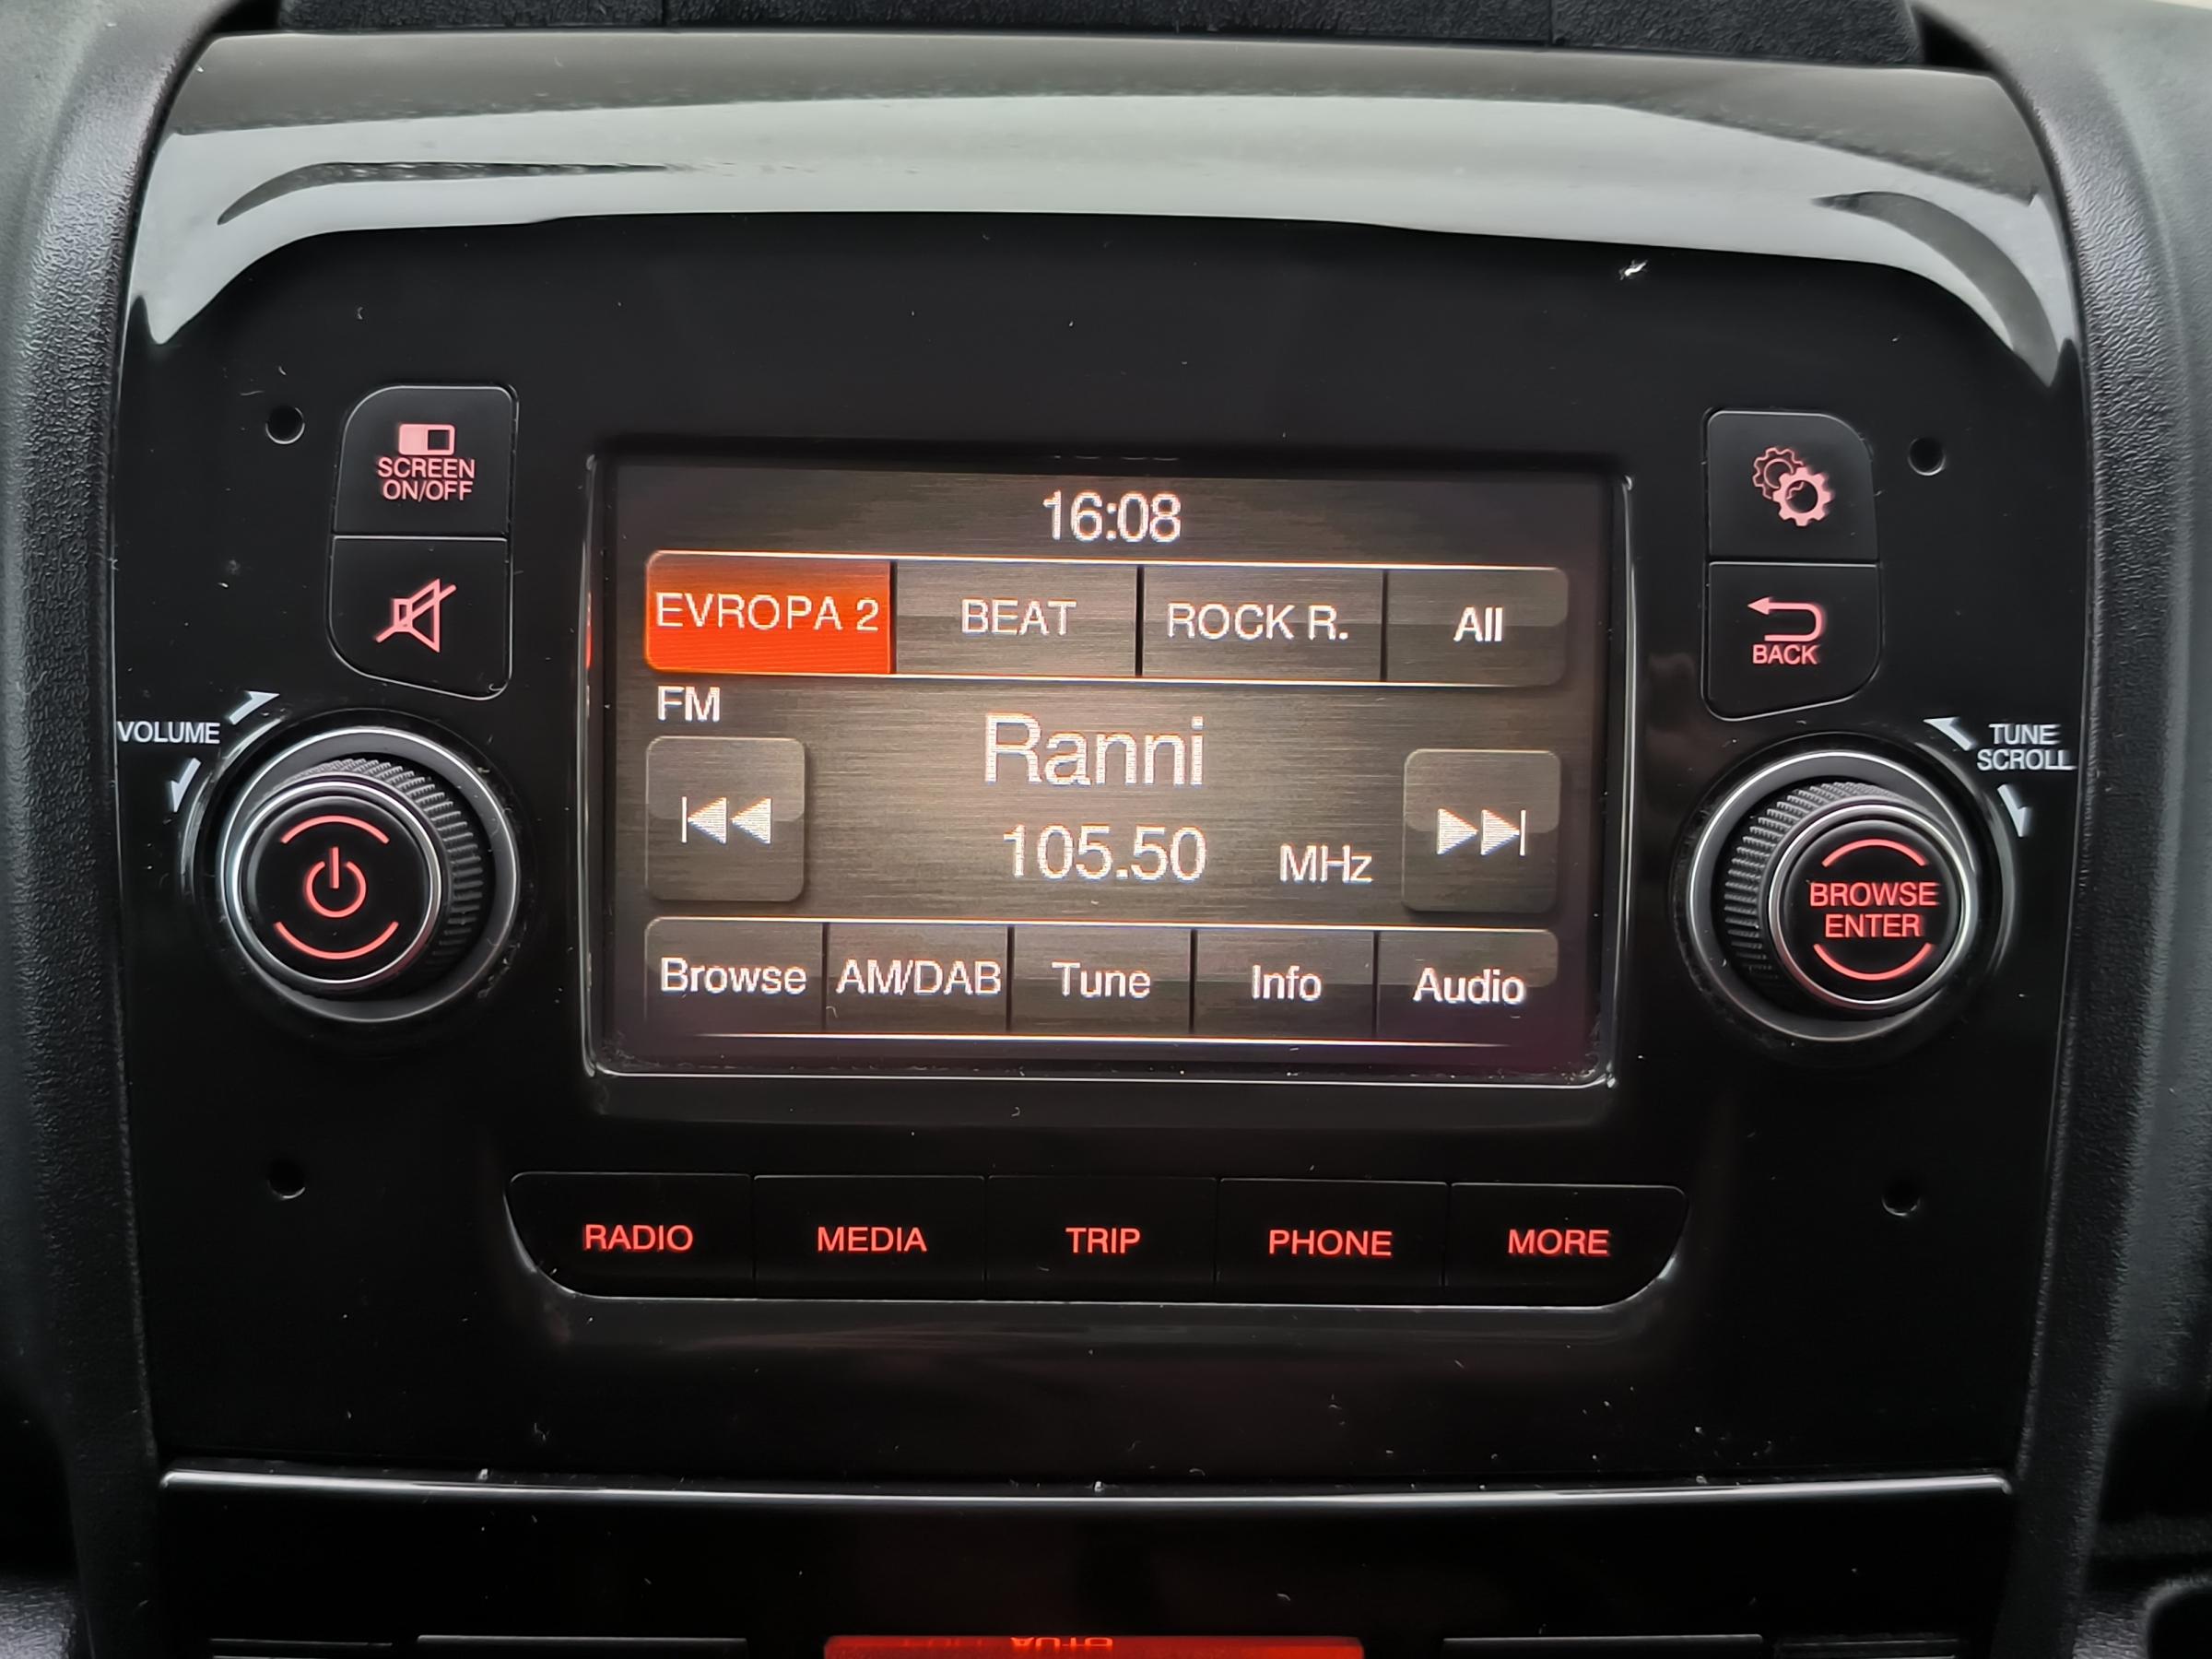 SCREEN
ON/OFF
16:08
EVROPA 2 BEAT ROCK R. All
BACK
FM
VOLUME
Ranni
TUNE
SCROLL
105.50 MHz
BROWSE
ENTER
Browse AM/DAB Tune Info Audio
RADIO MEDIA TRIP PHONE MORE